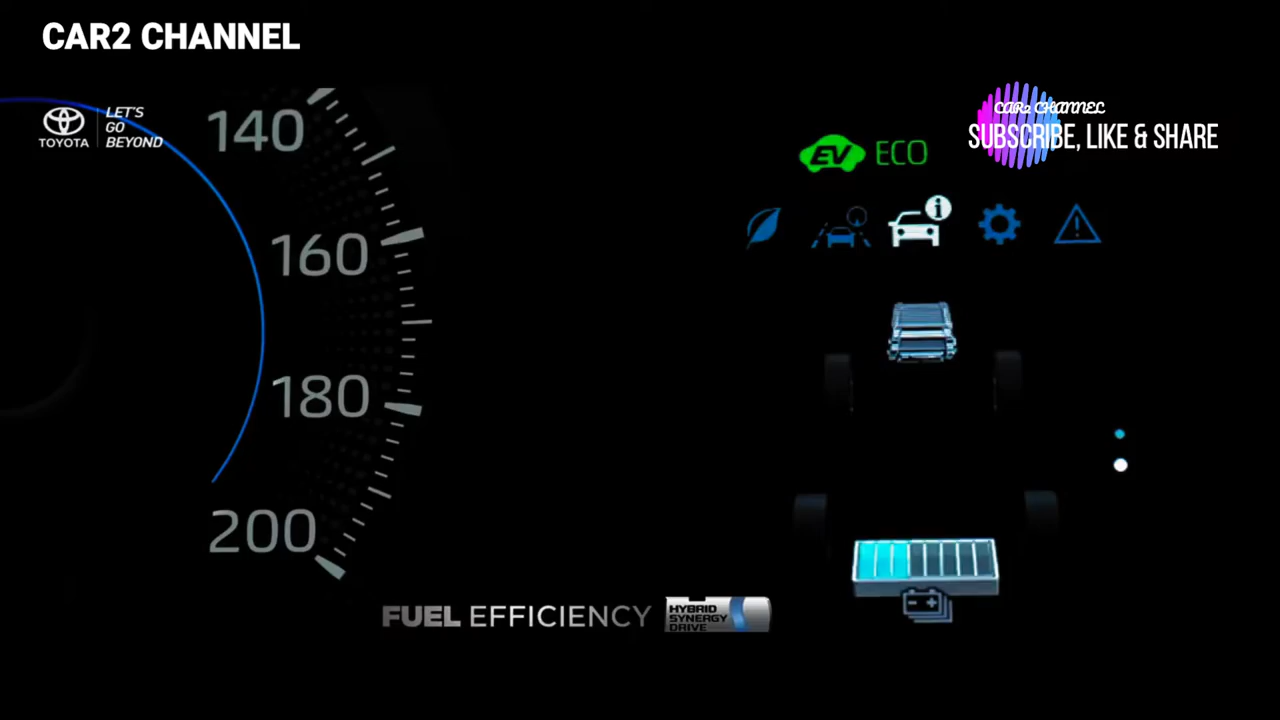 CAR2 CHANNEL
TOYOTA
LET'S
GO
BEYOND
140
160
180
200
EV ECO
CAR2 CHANNEL
SUBSCRIBE, LIKE & SHARE
i
!
- +
FUEL EFFICIENCY
HYBRID
SYNERGY
DRIVE